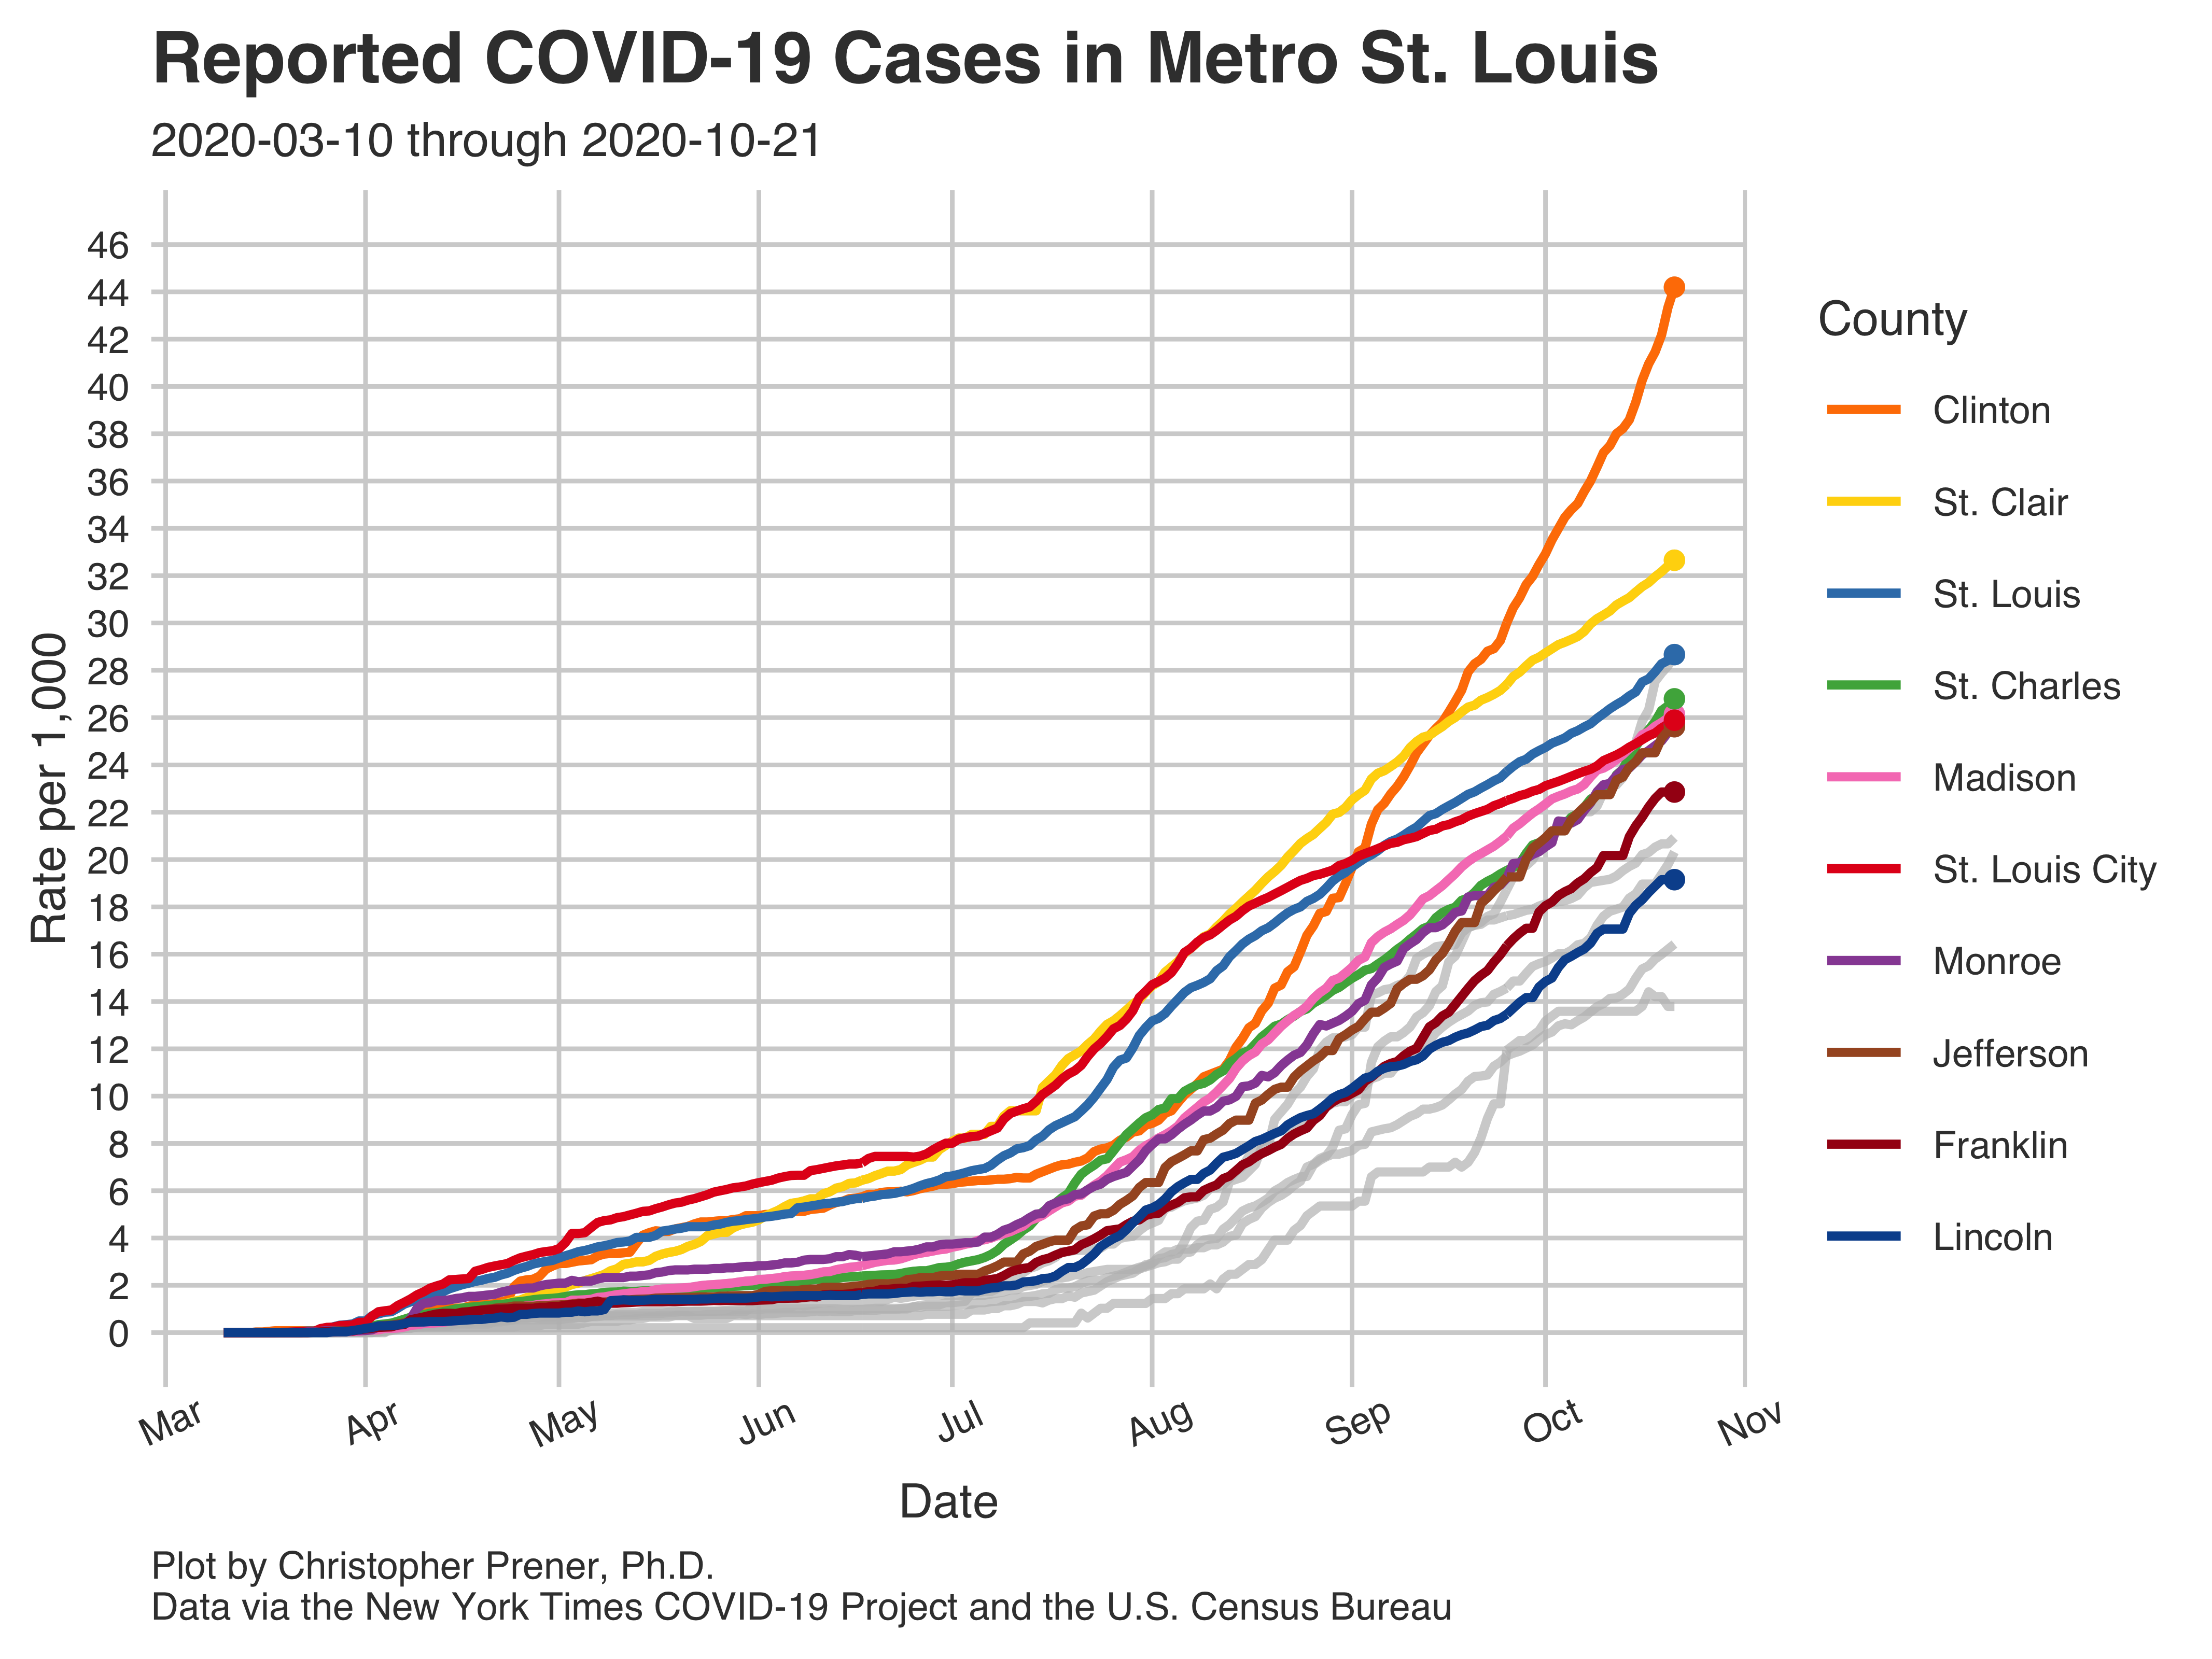 Reported COVID-19 Cases in Metro St. Louis
2020-03-10 through 2020-10-21
46
44
42
40
38
36
34
32
30
28
26
24
22
20
18
16
14
12
10
8
6
4
2
0
Rate per 1,000
Mar Apr May Jun Jul Aug Sep Oct Nov
Date
County
Clinton
St. Clair
St. Louis
St. Charles
Madison
St. Louis City
Monroe
Jefferson
Franklin
Lincoln
Plot by Christopher Prener, Ph.D.
Data via the New York Times COVID-19 Project and the U.S. Census Bureau